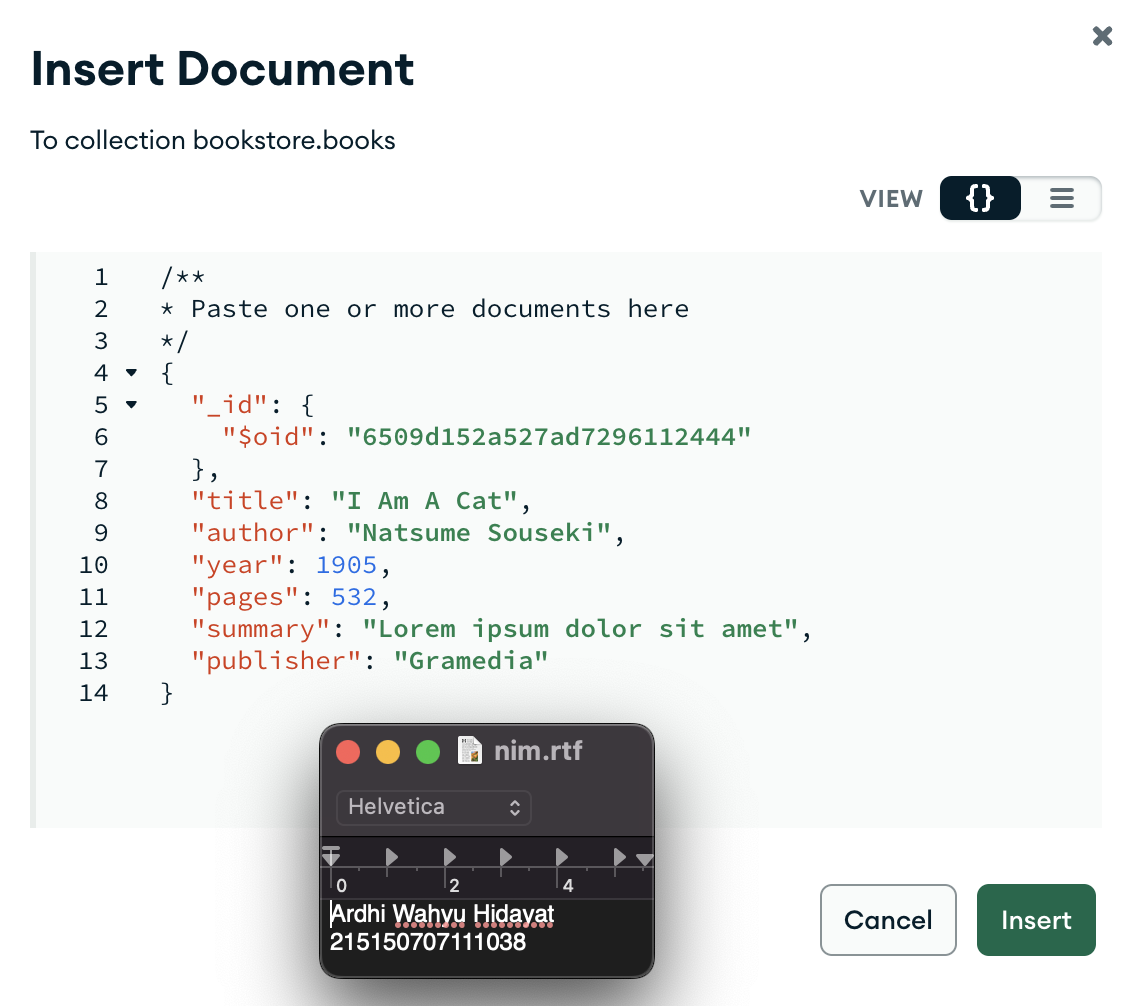 Insert Document
To collection bookstore.books
VIEW {}
1 /**
2 * Paste one or more documents here
3 */
4 {
5 "_id": {
6 "$oid": "6509d152a527ad7296112444"
7 },
8 "title": "I Am A Cat",
9 "author": "Natsume Souseki",
10 "year": 1905,
11 "pages": 532,
12 "summary": "Lorem ipsum dolor sit amet",
13 "publisher": "Gramedia"
14 }
nim.rtf
Helvetica
0 2 4
Ardhi Wahyu Hidayat
215150707111038
Cancel Insert